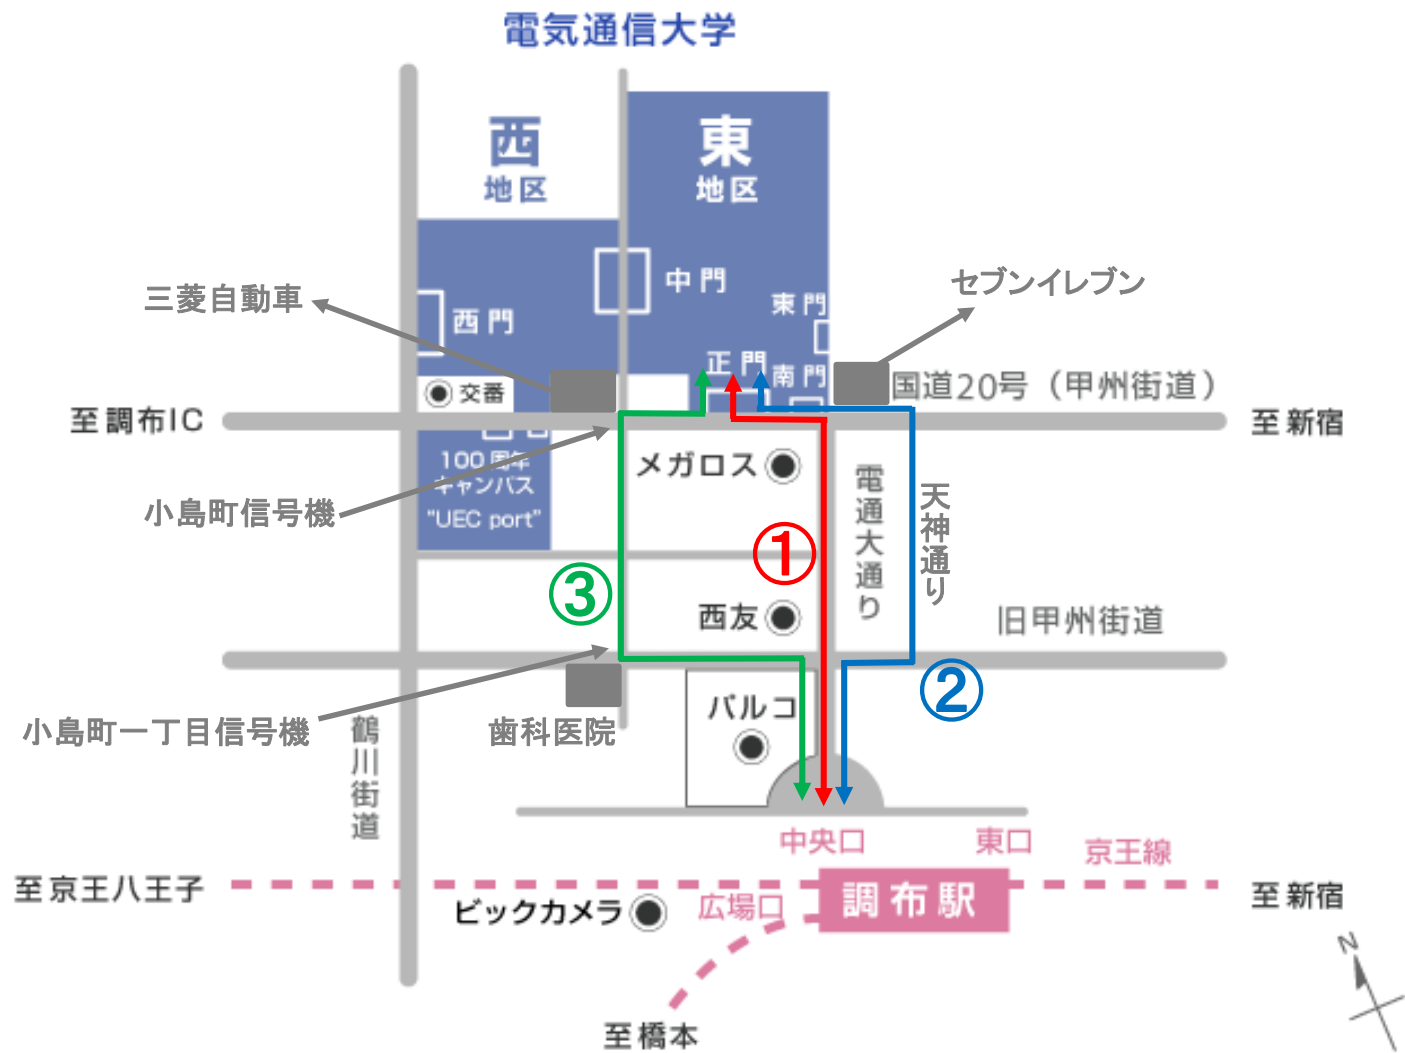 電気通信大学
西
地区
東
地区
中門
東門
セブンイレブン
三菱自動車
西門
正門
南門
交番
国道20号（甲州街道）
至調布IC
至新宿
100周年
キャンパス
"UEC port"
メガロス
電通大通り
天神通り
小島町信号機
①
③
西友
旧甲州街道
②
パルコ
小島町一丁目信号機
歯科医院
鶴川街道
中央口
東口
京王線
至京王八王子
ビックカメラ
広場口
調布駅
至新宿
至橋本
N